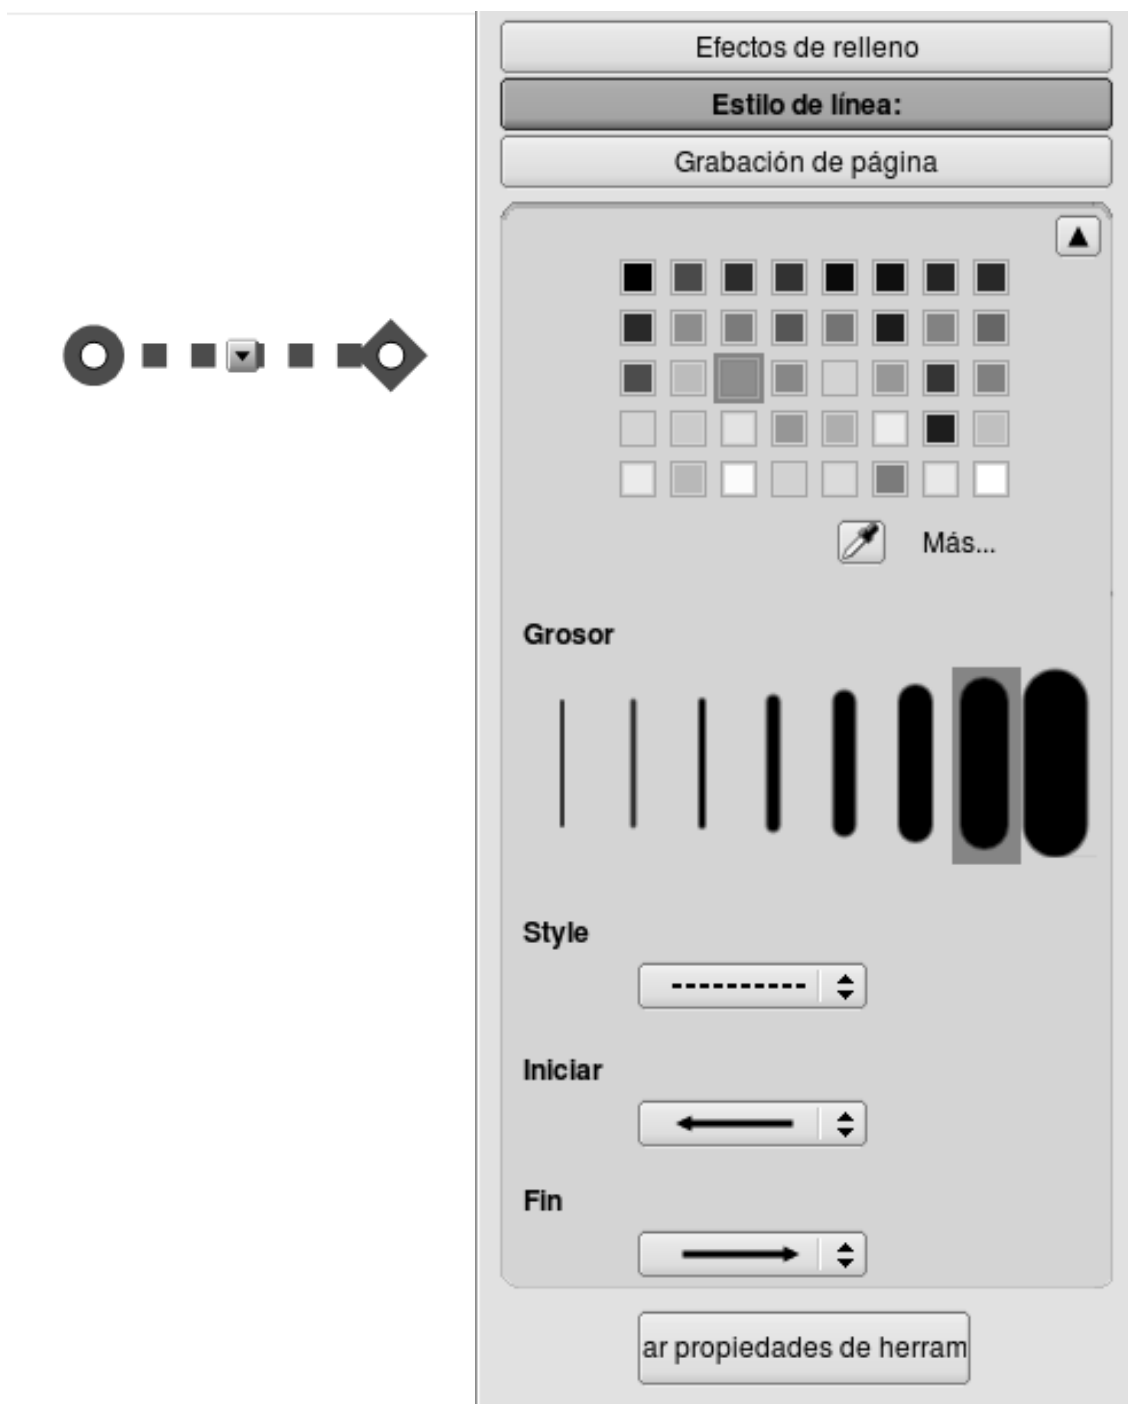 Efectos de relleno
Estilo de línea:
Grabación de página
Más...
Grosor
Style
Iniciar
Fin
ar propiedades de herram